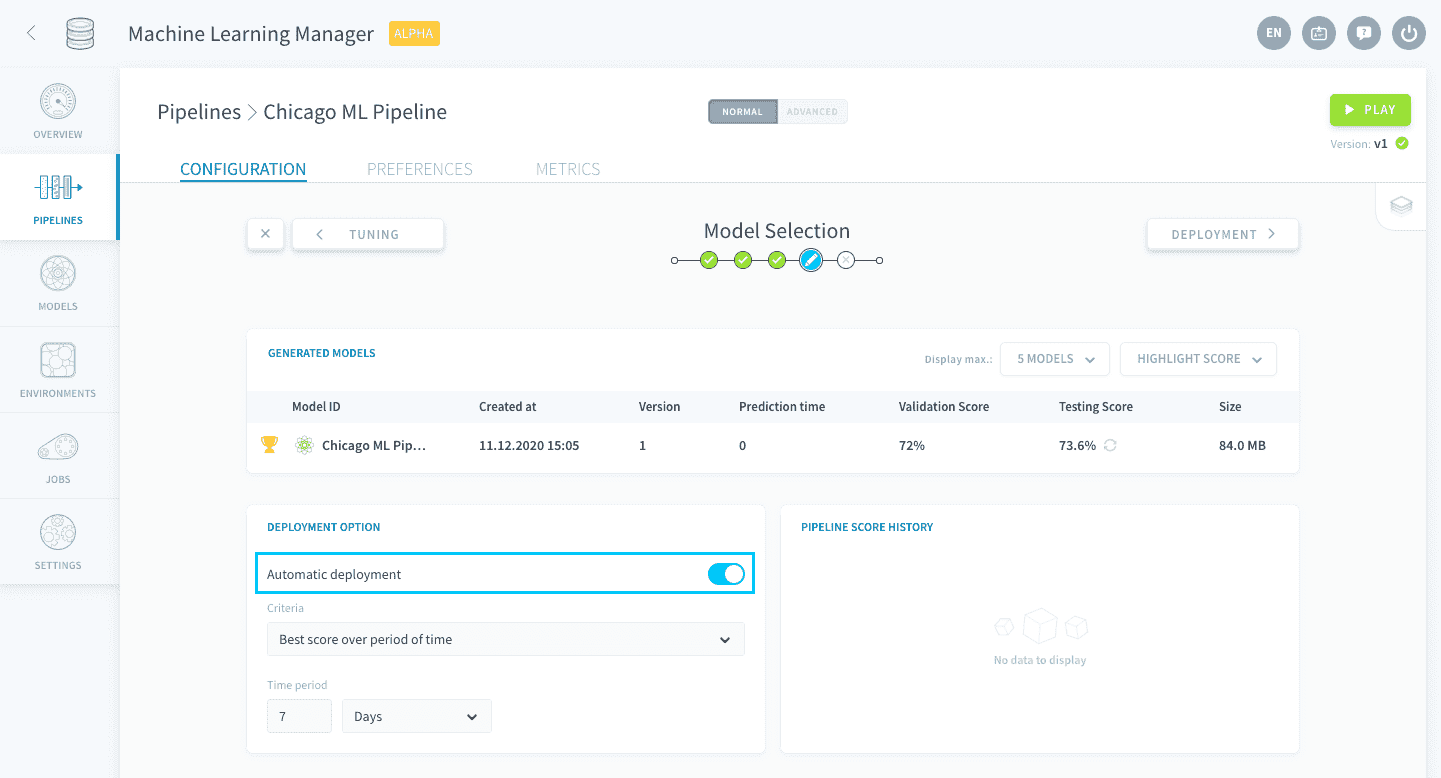 Machine Learning Manager ALPHA
EN
OVERVIEW
PIPELINES
MODELS
ENVIRONMENTS
JOBS
SETTINGS
Pipelines > Chicago ML Pipeline
NORMAL ADVANCED
PLAY
Version: v1
CONFIGURATION PREFERENCES METRICS
TUNING
Model Selection
DEPLOYMENT
GENERATED MODELS
Display max.: 5 MODELS HIGHLIGHT SCORE
Model ID Created at Version Prediction time Validation Score Testing Score Size
Chicago ML Pip... 11.12.2020 15:05 1 0 72% 73.6% 84.0 MB
DEPLOYMENT OPTION
Automatic deployment
Criteria
Best score over period of time
Time period
7 Days
PIPELINE SCORE HISTORY
No data to display